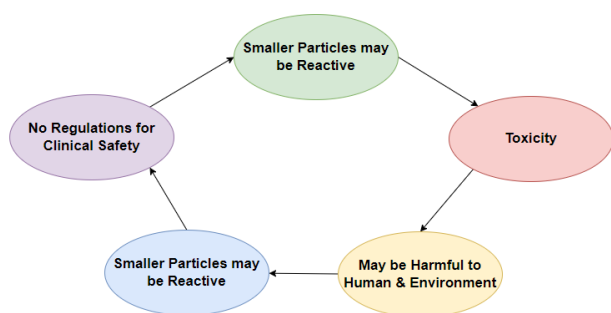 Smaller Particles may
be Reactive
Toxicity
May be Harmful to
Human & Environment
Smaller Particles may
be Reactive
No Regulations for
Clinical Safety